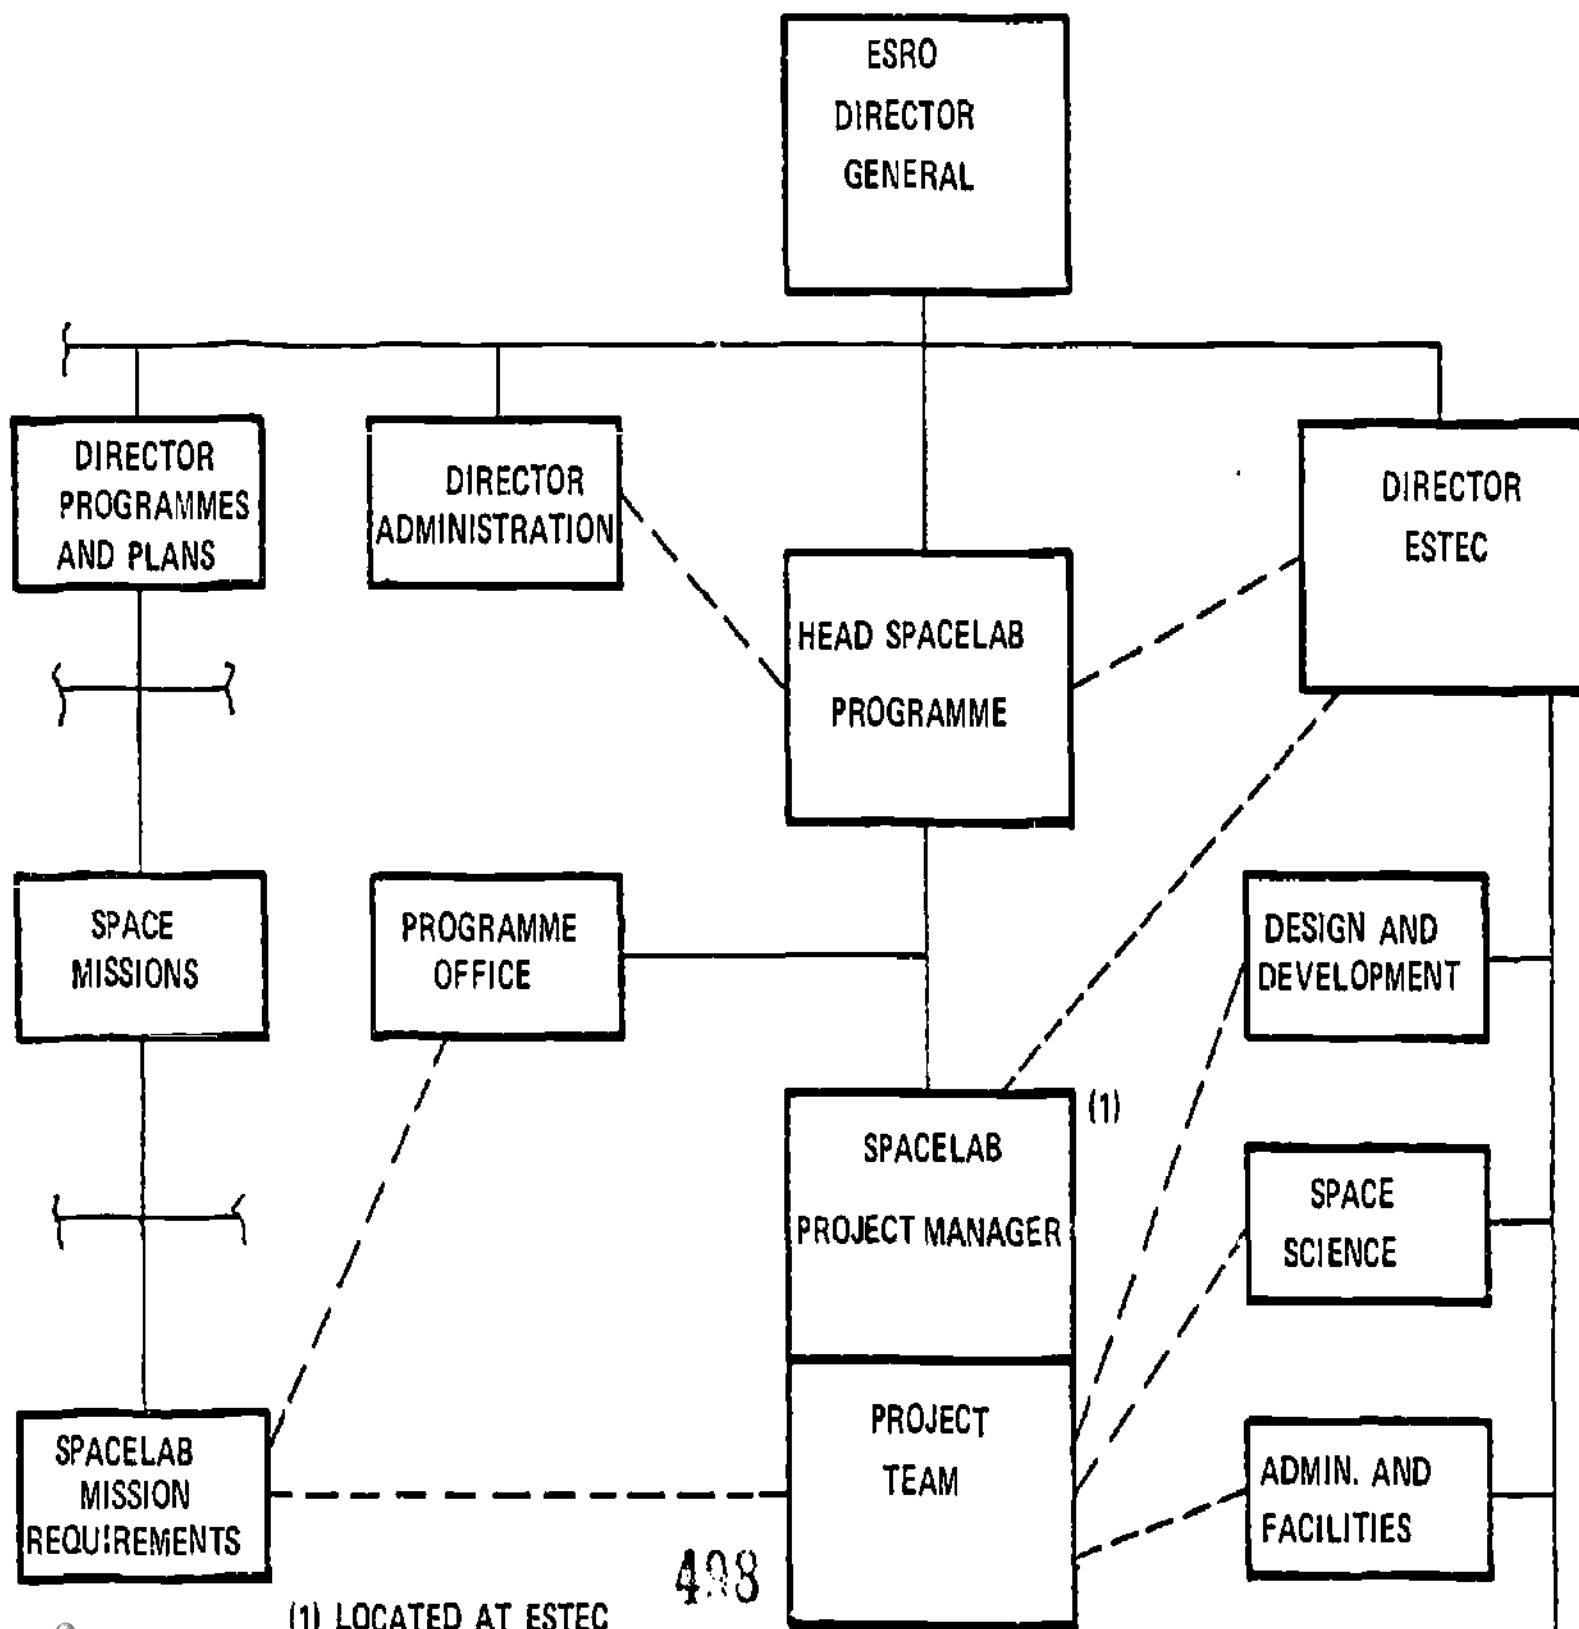 ESRO
DIRECTOR
GENERAL
DIRECTOR
PROGRAMMES
AND PLANS
DIRECTOR
ADMINISTRATION
DIRECTOR
ESTEC
HEAD SPACELAB
PROGRAMME
SPACE
MISSIONS
PROGRAMME
OFFICE
DESIGN AND
DEVELOPMENT
SPACELAB
PROJECT MANAGER
(1)
SPACE
SCIENCE
SPACELAB
MISSION
REQUIREMENTS
PROJECT
TEAM
ADMIN. AND
FACILITIES
(1) LOCATED AT ESTEC